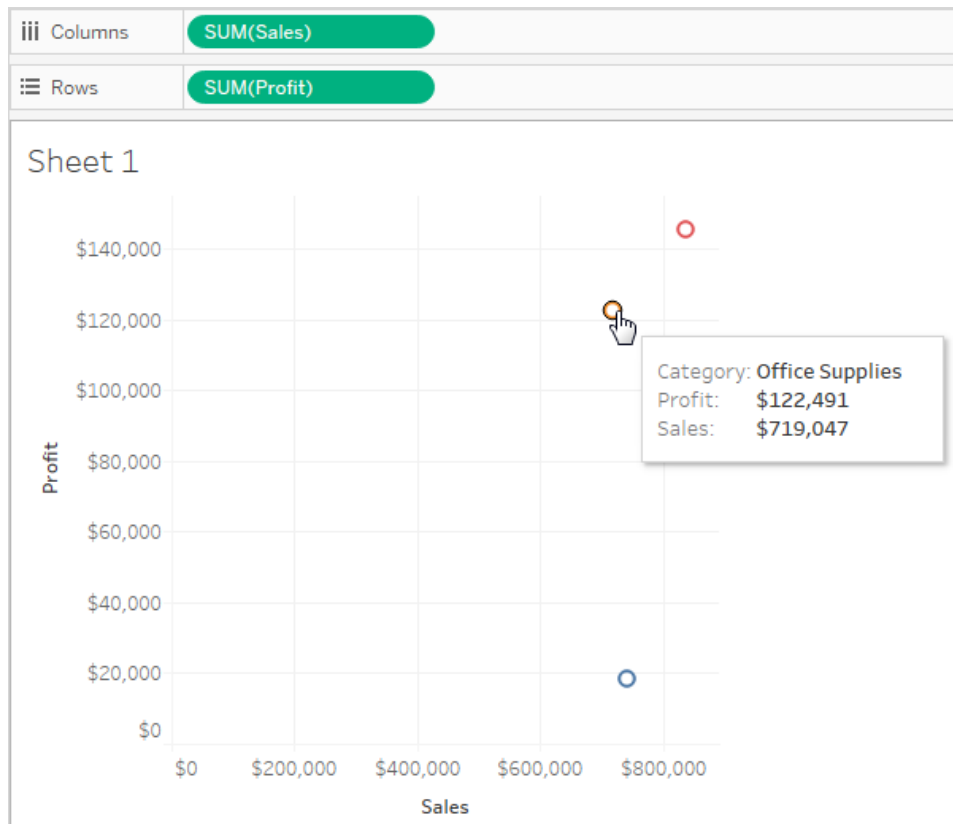 Columns
SUM(Sales)
Rows
SUM(Profit)
Sheet 1
$140,000
$120,000
$100,000
$80,000
$60,000
$40,000
$20,000
$0
Profit
Category: Office Supplies
Profit: $122,491
Sales: $719,047
$0 $200,000 $400,000 $600,000 $800,000
Sales